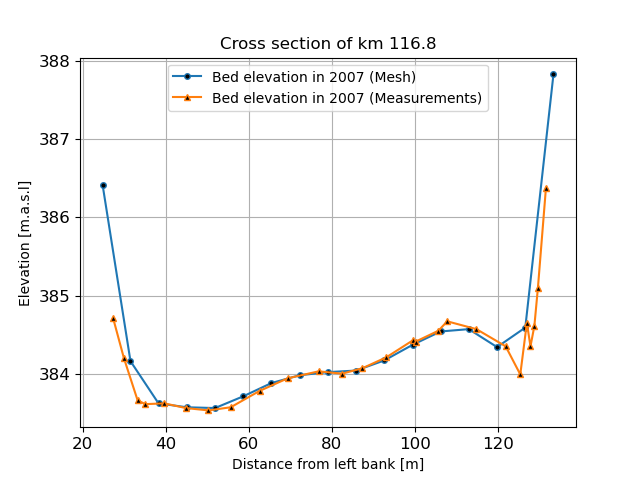 Cross section of km 116.8
Bed elevation in 2007 (Mesh)
Bed elevation in 2007 (Measurements)
388
387
386
385
384
Elevation [m.a.s.l]
20 40 60 80 100 120
Distance from left bank [m]